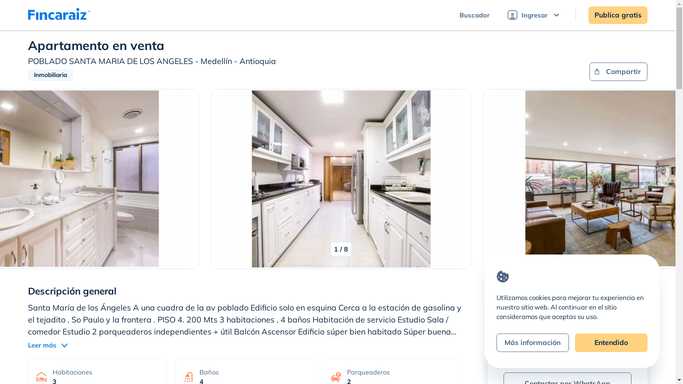 Fincaraiz
Buscador
Ingresar
Publica gratis
Apartamento en venta
POBLADO SANTA MARIA DE LOS ANGELES - Medellín - Antioquia
Inmobiliaria
Compartir
1 / 8
Descripción general
Santa María de los Ángeles A una cuadra de la av poblado Edificio solo en esquina Cerca a la estación de gasolina y
el tejadito , So Paulo y la frontera . PISO 4. 200 Mts 3 habitaciones . 4 baños Habitación de servicio Estudio Sala /
comedor Estudio 2 parqueaderos independientes + útil Balcón Ascensor Edificio súper bien habitado Súper buena...
Leer más
Habitaciones
3
Baños
4
Parqueaderos
2
Utilizamos cookies para mejorar tu experiencia en
nuestro sitio web. Al continuar en el sitio
consideramos que aceptas su uso.
Más información
Entendido
Contactar por WhatsApp